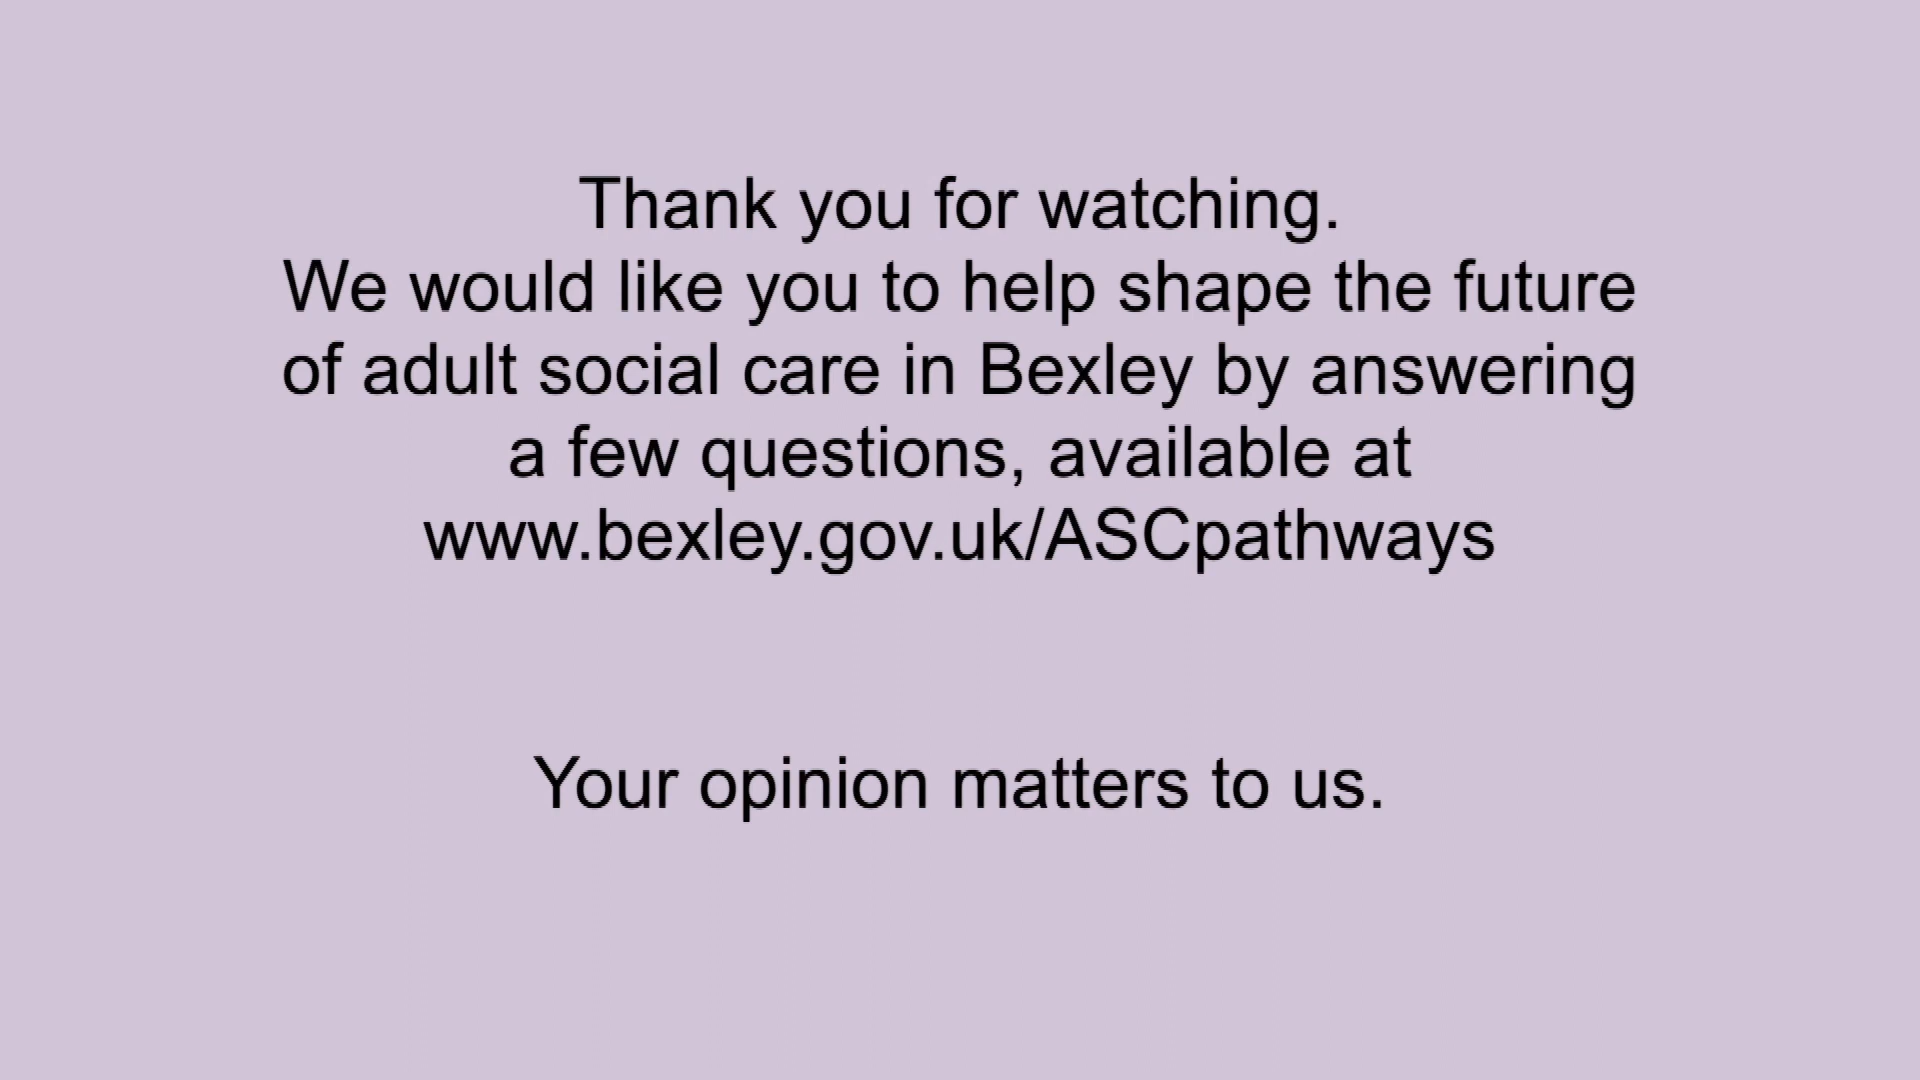 Thank you for watching.
We would like you to help shape the future
of adult social care in Bexley by answering
a few questions, available at
www.bexley.gov.uk/ASCpathways
Your opinion matters to us.